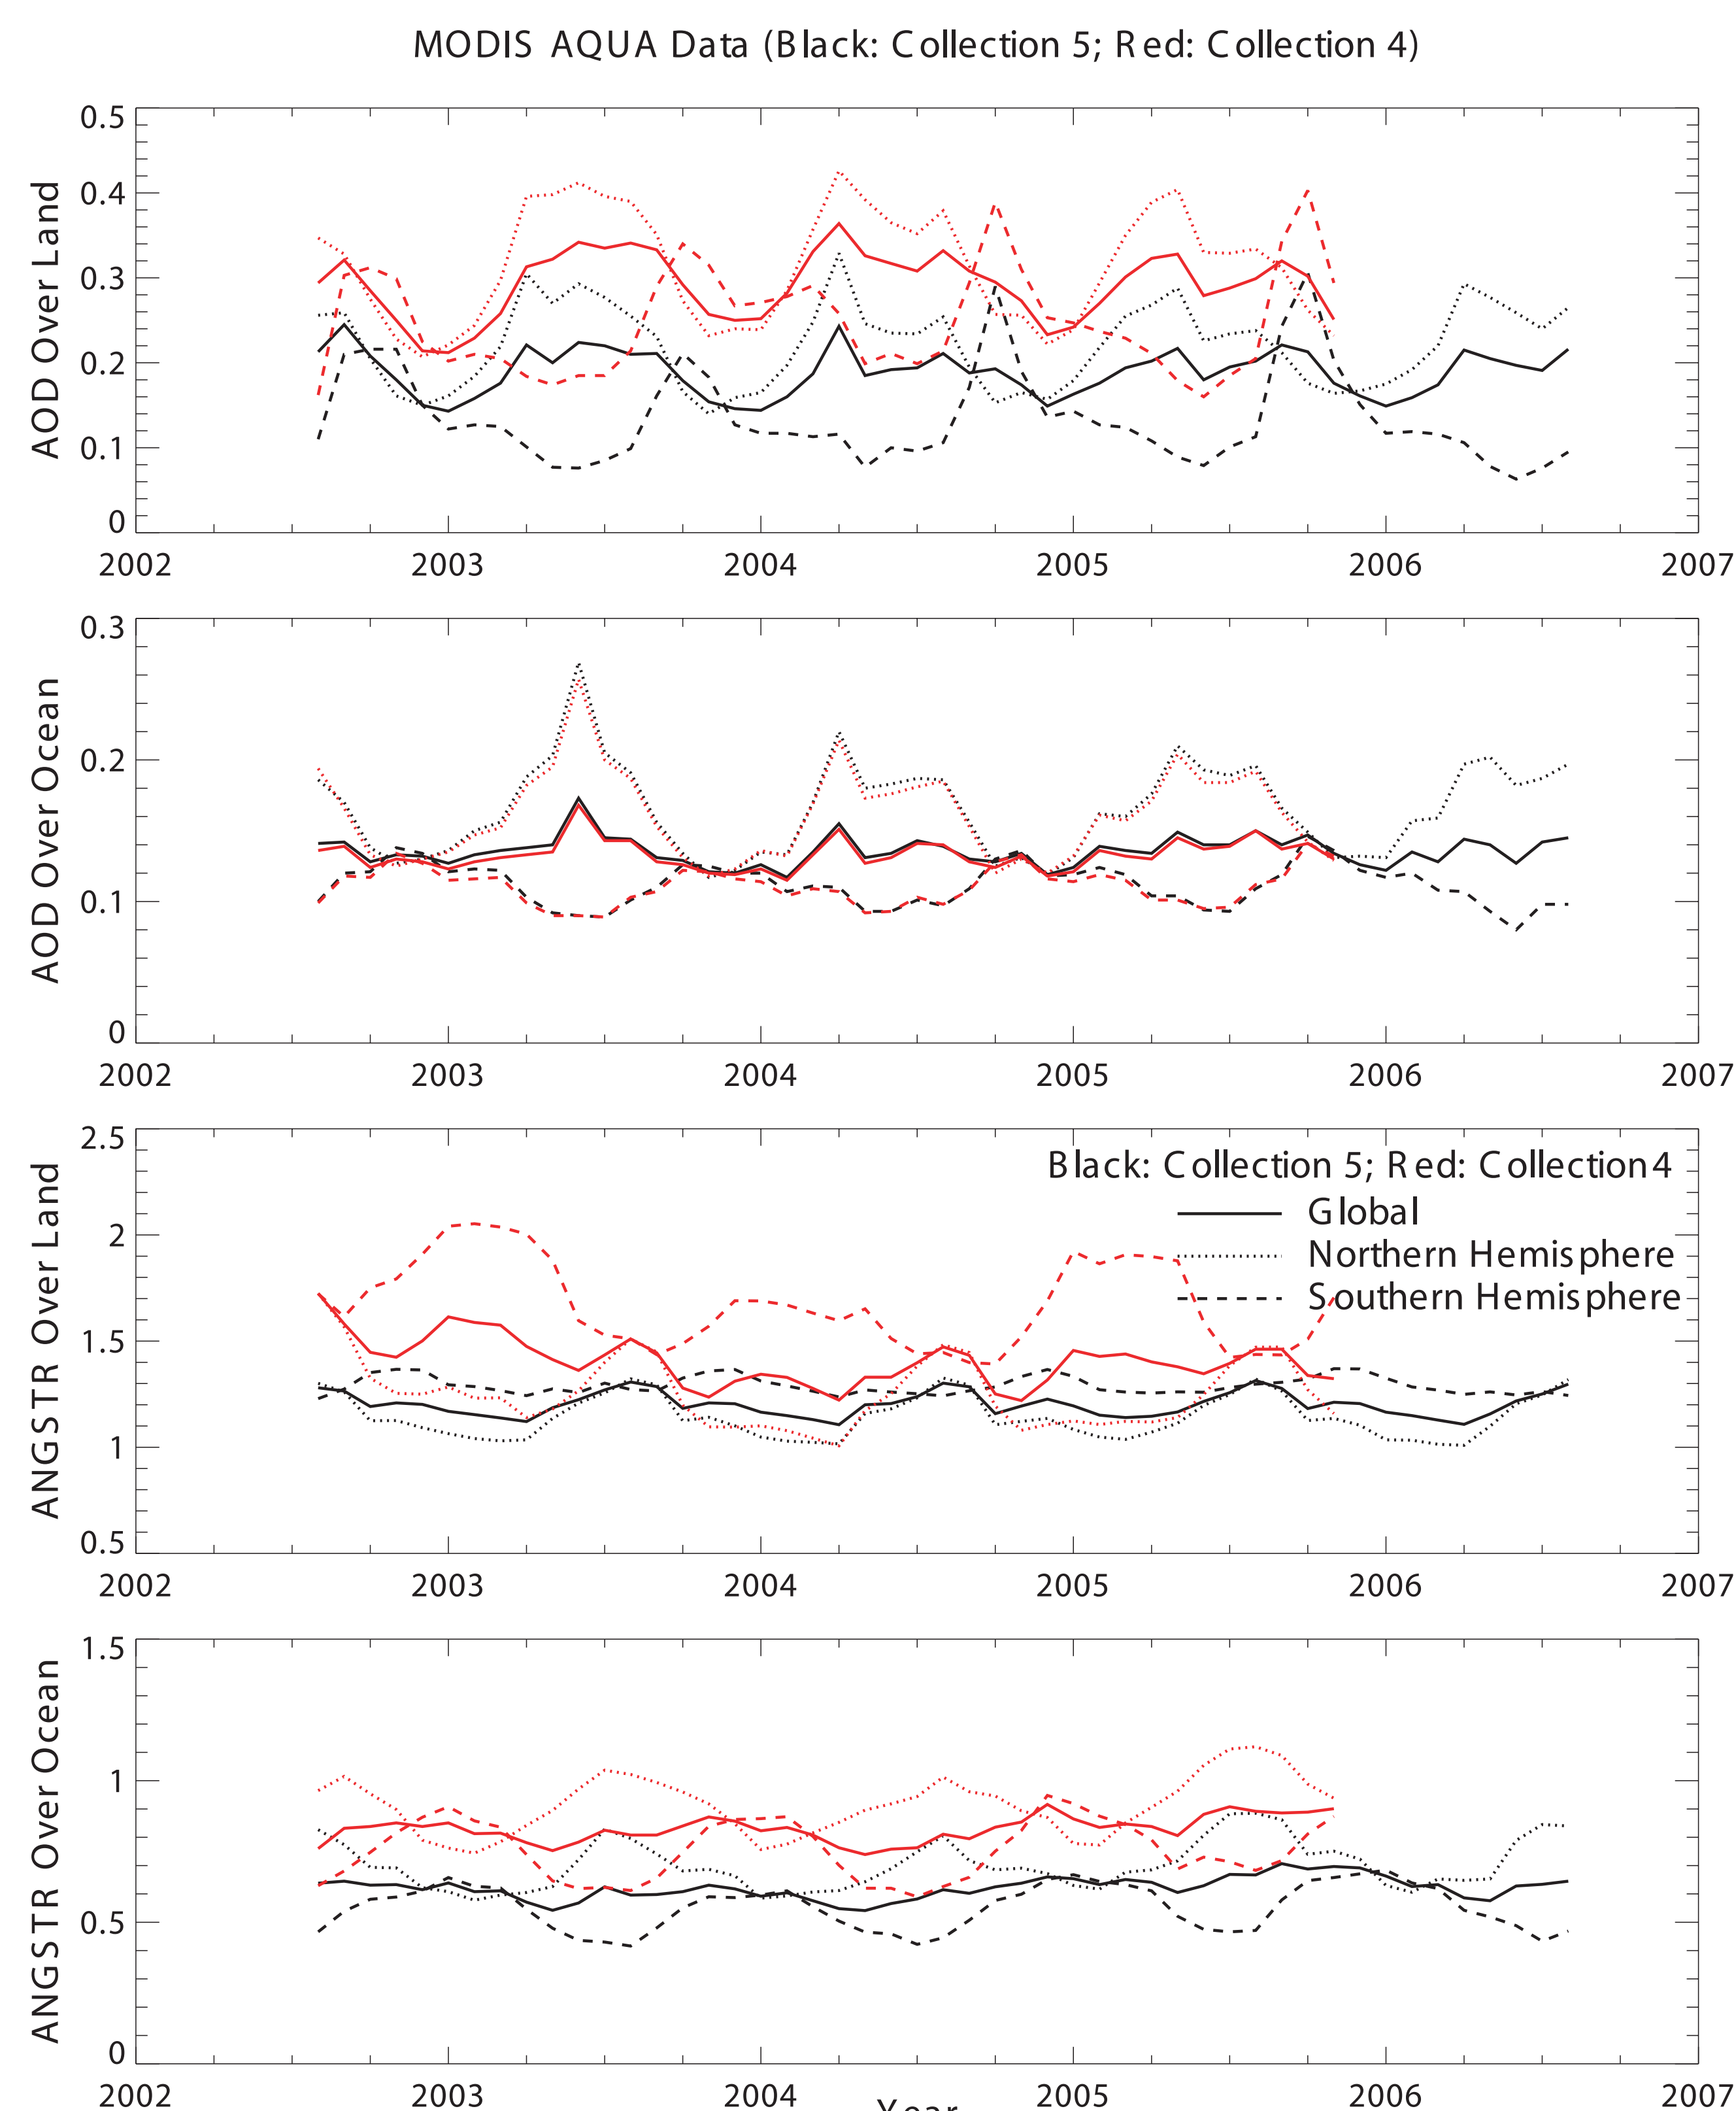 MODIS AQUA Data (Black: Collection 5; Red: Collection 4)
AOD Over Land
0.5
0.4
0.3
0.2
0.1
0
2002 2003 2004 2005 2006 2007
AOD Over Ocean
0.3
0.2
0.1
0
2002 2003 2004 2005 2006 2007
ANGSTR Over Land
2.5
2
1.5
1
0.5
Black: Collection 5; Red: Collection 4
Global
Northern Hemisphere
Southern Hemisphere
2002 2003 2004 2005 2006 2007
ANGSTR Over Ocean
1.5
1
0.5
0
2002 2003 2004 2005 2006 2007
Year